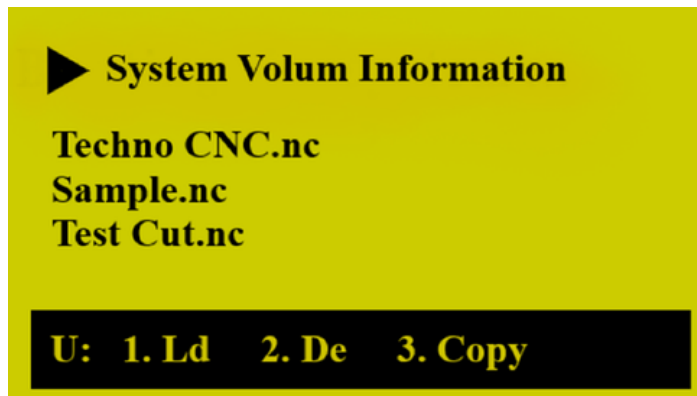 System Volum Information
Techno CNC.nc
Sample.nc
Test Cut.nc
U: 1. Ld 2. De 3. Copy